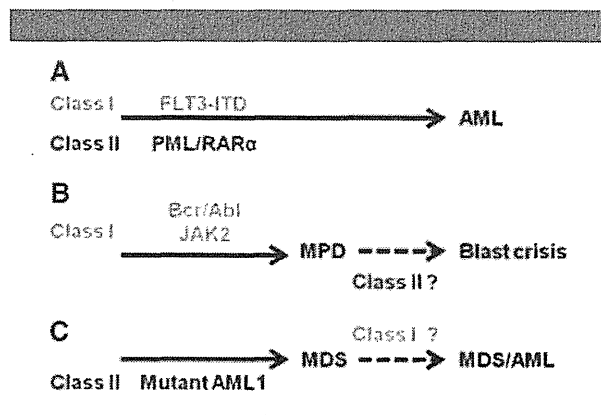 A
Class I FLT3-ITD
AML
Class II PML/RARα
B
Bcr/Abl
Class I JAK2
MPD Blast crisis
Class II ?
C
Class I ?
MDS MDS/AML
Class II Mutant AML1